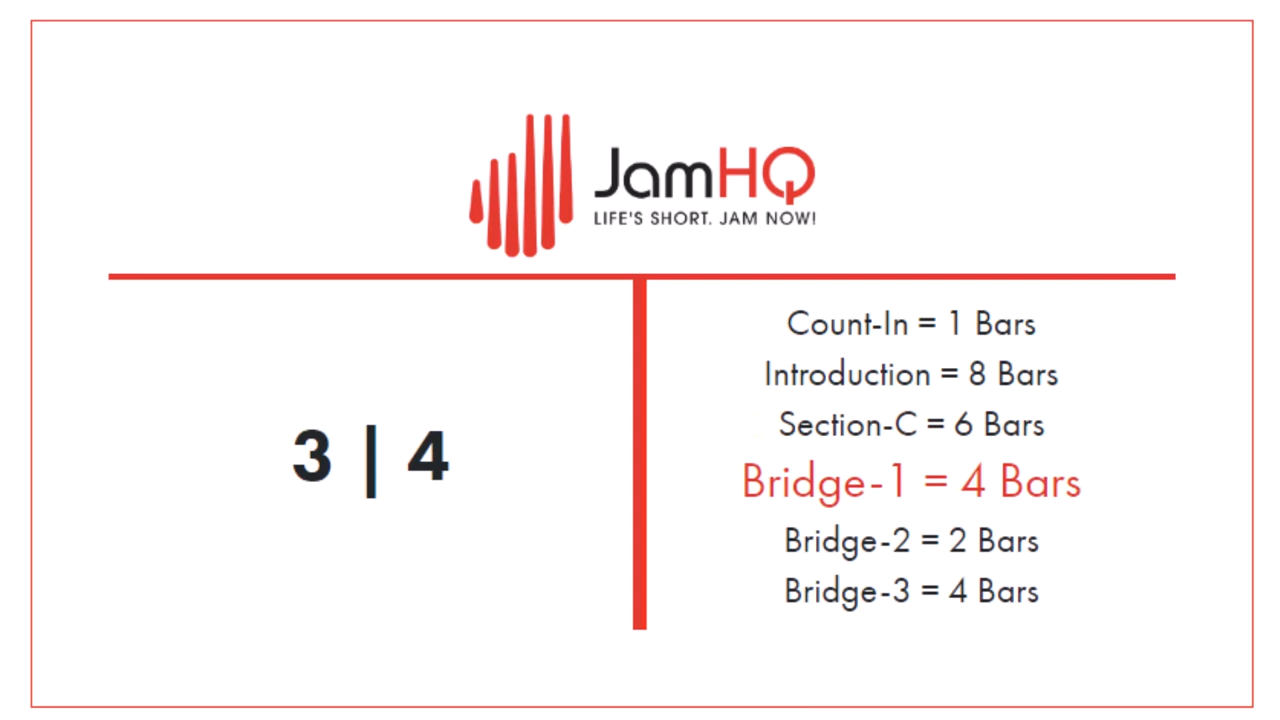 JamHQ
LIFE'S SHORT. JAM NOW!
3 | 4
Count-In = 1 Bars
Introduction = 8 Bars
Section-C = 6 Bars
Bridge-1 = 4 Bars
Bridge-2 = 2 Bars
Bridge-3 = 4 Bars